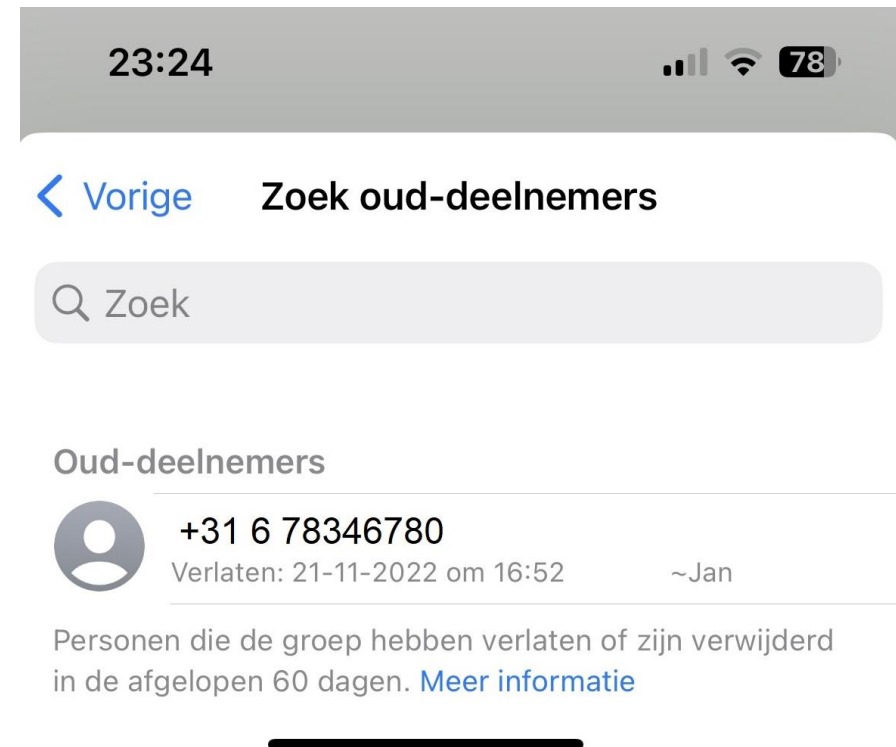 23:24
78
Vorige
Zoek oud-deelnemers
Zoek
Oud-deelnemers
+31 6 78346780
Verlaten: 21-11-2022 om 16:52 ~Jan
Personen die de groep hebben verlaten of zijn verwijderd
in de afgelopen 60 dagen. Meer informatie